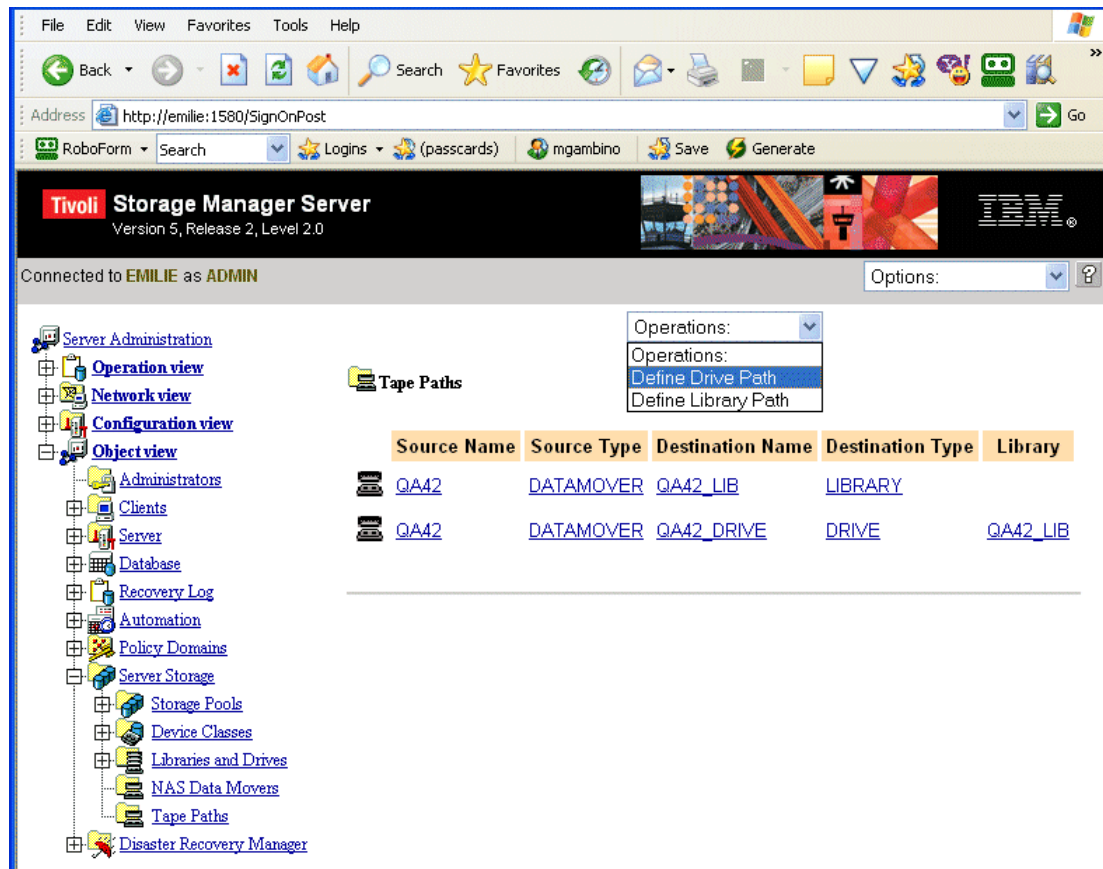 File Edit View Favorites Tools Help
Back Search Favorites
Address http://emilie:1580/SignOnPost Go
RoboForm Search Logins (passcards) mgambino Save Generate
Tivoli Storage Manager Server
Version 5, Release 2, Level 2.0
IBM®
Connected to EMILIE as ADMIN
Options:
Operations:
Operations:
Define Drive Path
Define Library Path
Server Administration
Operation view
Network view
Configuration view
Object view
Administrators
Clients
Server
Database
Recovery Log
Automation
Policy Domains
Server Storage
Storage Pools
Device Classes
Libraries and Drives
NAS Data Movers
Tape Paths
Disaster Recovery Manager
Tape Paths
Source Name Source Type Destination Name Destination Type Library
QA42 DATAMOVER QA42_LIB LIBRARY
QA42 DATAMOVER QA42_DRIVE DRIVE QA42_LIB